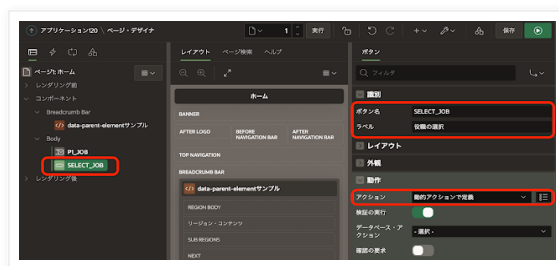 アプリケーション120 \ ページ・デザイナ
1
実行
保存
ページ1: ホーム
レンダリング前
コンポーネント
Breadcrumb Bar
data-parent-elementサンプル
Body
P1_JOB
SELECT_JOB
レンダリング後
レイアウト
ページ検索
ヘルプ
ホーム
BANNER
AFTER LOGO
BEFORE NAVIGATION BAR
AFTER NAVIGATION BAR
TOP NAVIGATION
BREADCRUMB BAR
data-parent-elementサンプル
REGION BODY
リージョン・コンテンツ
SUB REGIONS
NEXT
ボタン
フィルタ
識別
ボタン名 SELECT_JOB
ラベル 役職の選択
レイアウト
外観
動作
アクション 動的アクションで定義
検証の実行
データベース・アクション - 選択 -
確認の要求